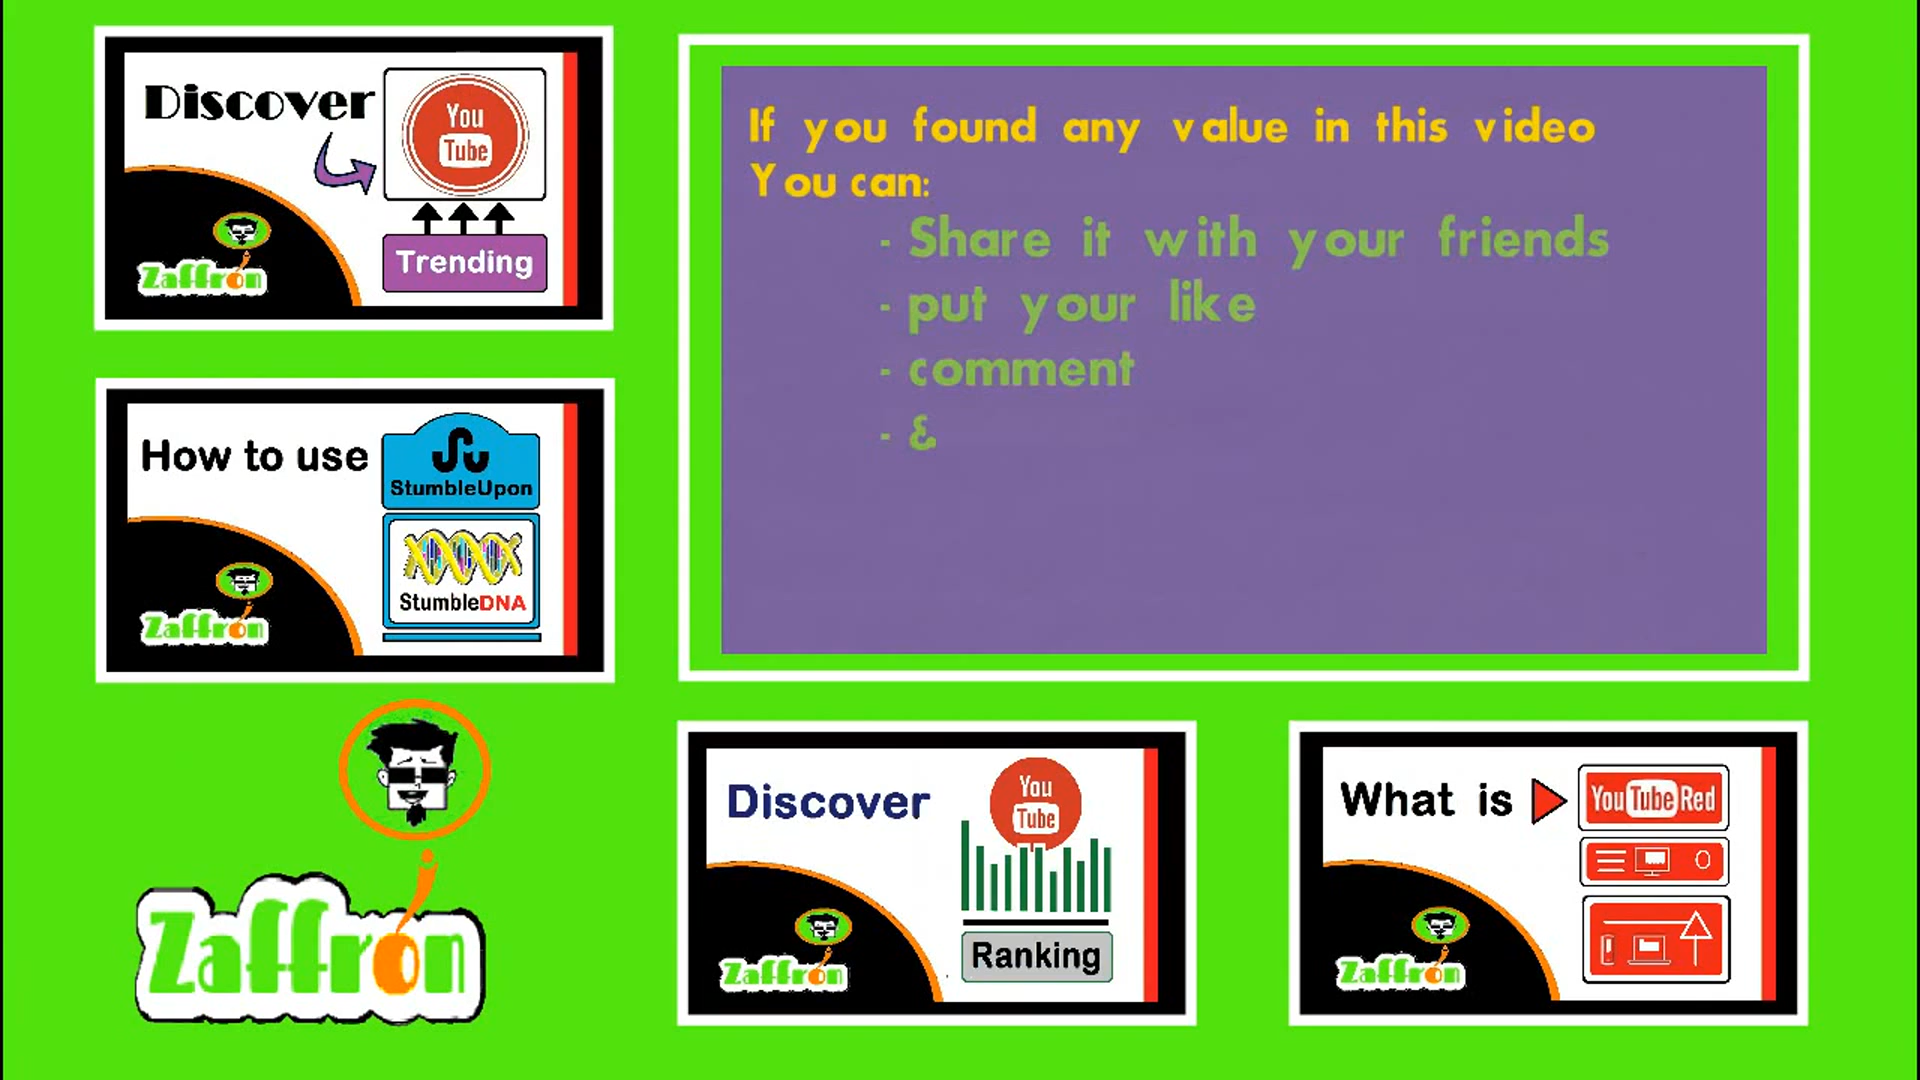 Discover
You
Tube
Trending
Zaffron
If you found any value in this video
You can:
- Share it with your friends
- put your like
- comment
- &
How to use
StumbleUpon
StumbleDNA
Zaffron
Zaffron
Discover
You
Tube
Ranking
Zaffron
What is
YouTube Red
Zaffron